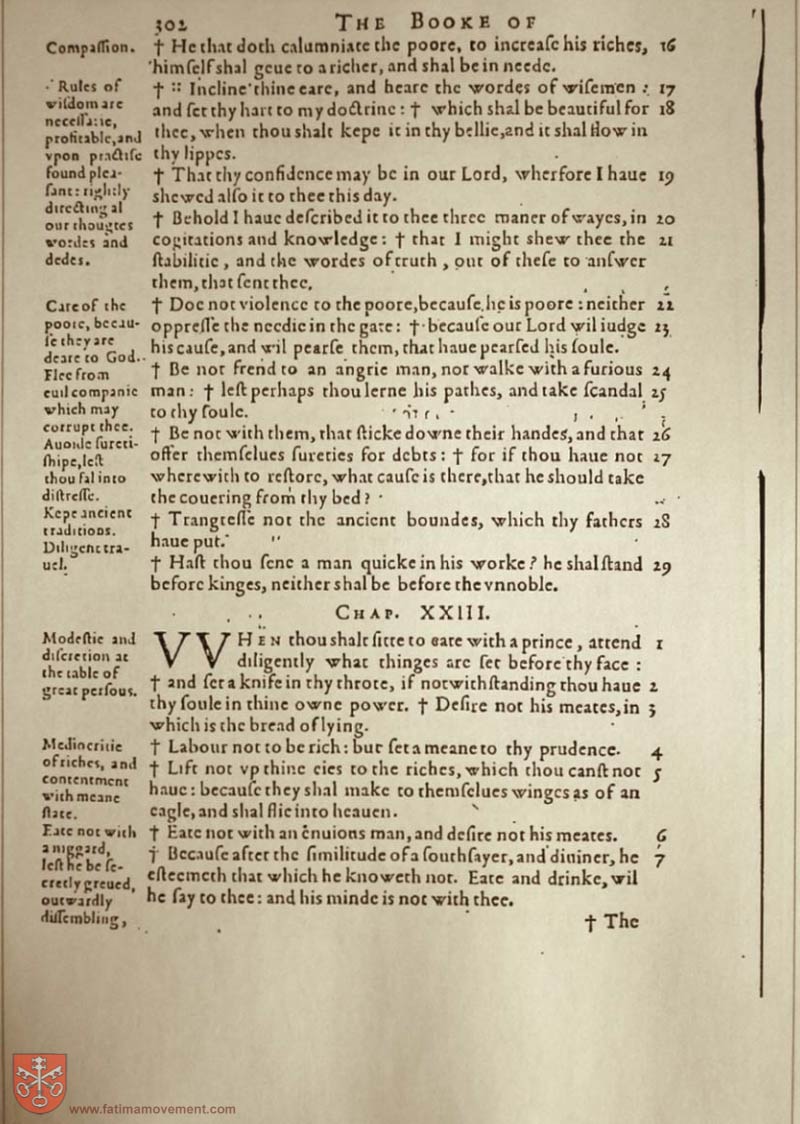 302 THE BOOKE OF
Compaſſion.
† He that doth calumniate the poore, to increaſe his riches, 16
himſelf shal geue to a richer, and shal be in neede.
Rules of
wiſdom are
neceſſarie,
profitable, and
vpon practiſe
found plea-
ſant: rightly
directing al
our thougtes
wordes and
dedes.
† :: Incline thine eare, and heare the wordes of wiſemen : 17
and ſet thy hart to my doctrine : † which shal be beautiful for 18
thee, when thou shalt kepe it in thy bellie, and it shal flow in
thy lippes.
† That thy confidence may be in our Lord, wherfore I haue 19
shewed alſo it to thee this day.
† Behold I haue deſcribed it to thee three maner of wayes, in 20
cogitations and knowledge : † that I might shew thee the 21
ſtabilitie, and the wordes of truth, out of theſe to anſwer
them, that ſent thee.
Care of the
poore, becau-
ſe they are
deare to God.
† Doe not violence to the poore, becauſe he is poore : neither 22
oppreſſe the needie in the gate : † becauſe our Lord wil iudge 23
his cauſe, and wil pearſe them, that haue pearſed his ſoule.
Flee from
euil companie
which may
corrupt thee.
† Be not frend to an angrie man, nor walke with a furious 24
man : † leſt perhaps thou lerne his pathes, and take ſcandal 25
to thy ſoule.
Auoide ſureti-
ſhipe, leſt
thou fal into
diſtreſſe.
† Be not with them, that ſticke downe their handes, and that 26
offer themſelues ſureties for debts : † for if thou haue not 27
wherewith to reſtore, what cauſe is there, that he should take
the couering from thy bed ?
Kepe ancient
traditions.
† Tranſgreſſe not the ancient boundes, which thy fathers 28
haue put.
Diligent tra-
uel.
† Haſt thou ſene a man quicke in his worke ? he shal ſtand 29
before kinges, neither shal be before the vnnoble.
CHAP. XXIII.
Modeſtie and
diſcretion at
the table of
great perſons.
VVHEN thou shalt ſitte to eate with a prince, attend 1
diligently what thinges are ſet before thy face :
† and ſet a knife in thy throte, if notwithſtanding thou haue 2
thy ſoule in thine owne power. † Deſire not his meates, in 3
which is the bread of lying.
Mediocritie
of riches, and
contentment
with meane
ſtate.
† Labour not to be rich : but ſet a meane to thy prudence. 4
† Lift not vp thine eies to the riches, which thou canſt not 5
haue : becauſe they shal make to themſelues winges as of an
eagle, and shal flie into heauen.
Eate not with
a niggard,
leſt he be ſe-
cretly greued,
outwardly
diſſembling,
† Eate not with an enuious man, and deſire not his meates. 6
† Becauſe after the ſimilitude of a ſouthſayer, and diuiner, he 7
eſteemeth that which he knoweth not. Eate and drinke, wil
he ſay to thee : and his minde is not with thee.
† The
www.fatimamovement.com